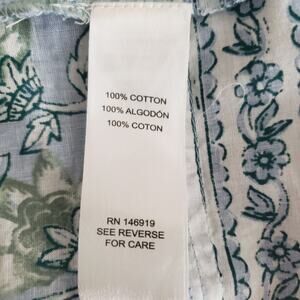 100% COTTON
100% ALGODÓN
100% COTON
RN 146919
SEE REVERSE
FOR CARE